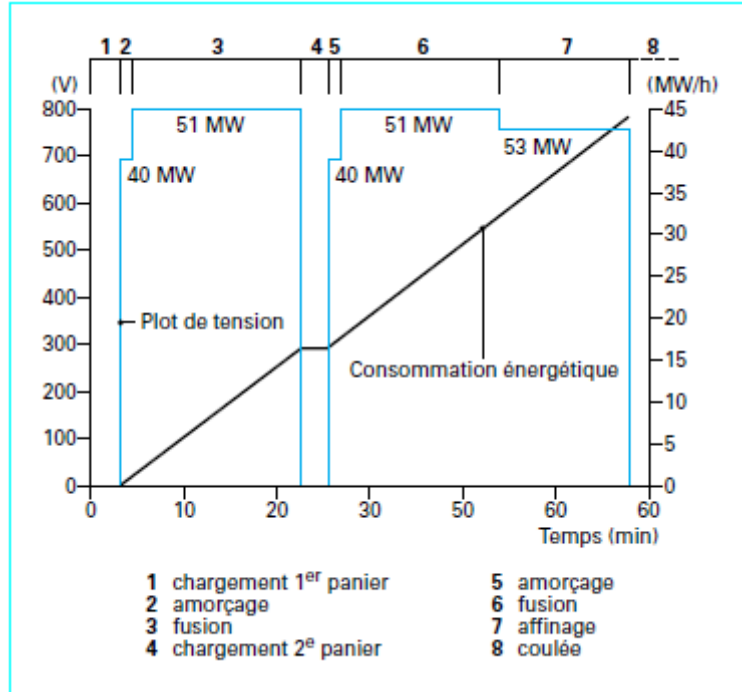 1 2 3 4 5 6 7 8
(V) (MW/h)
800 45
51 MW 51 MW
700 40
40 MW 40 MW 53 MW
600 35
500 30
400 25
300 20
200 15
100 10
0 5
0
Plot de tension
Consommation énergétique
0 10 20 30 50 60 60
Temps (min)
1 chargement 1er panier
2 amorçage
3 fusion
4 chargement 2e panier
5 amorçage
6 fusion
7 affinage
8 coulée